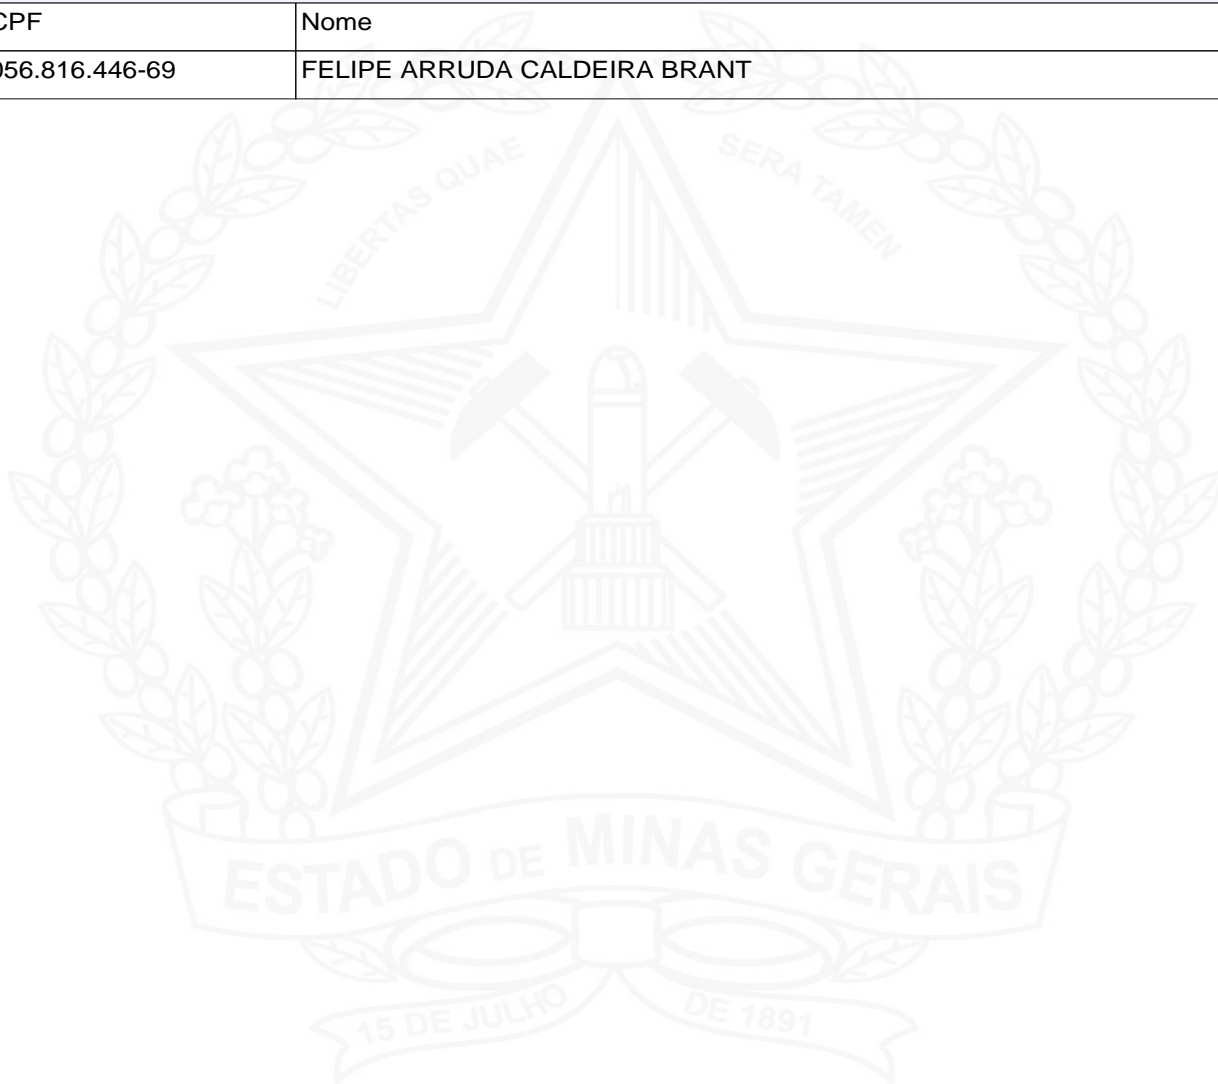 CPF Nome
056.816.446-69 FELIPE ARRUDA CALDEIRA BRANT
LIBERTAS QUAE SERA TAMEN
ESTADO DE MINAS GERAIS
15 DE JULHO DE 1891